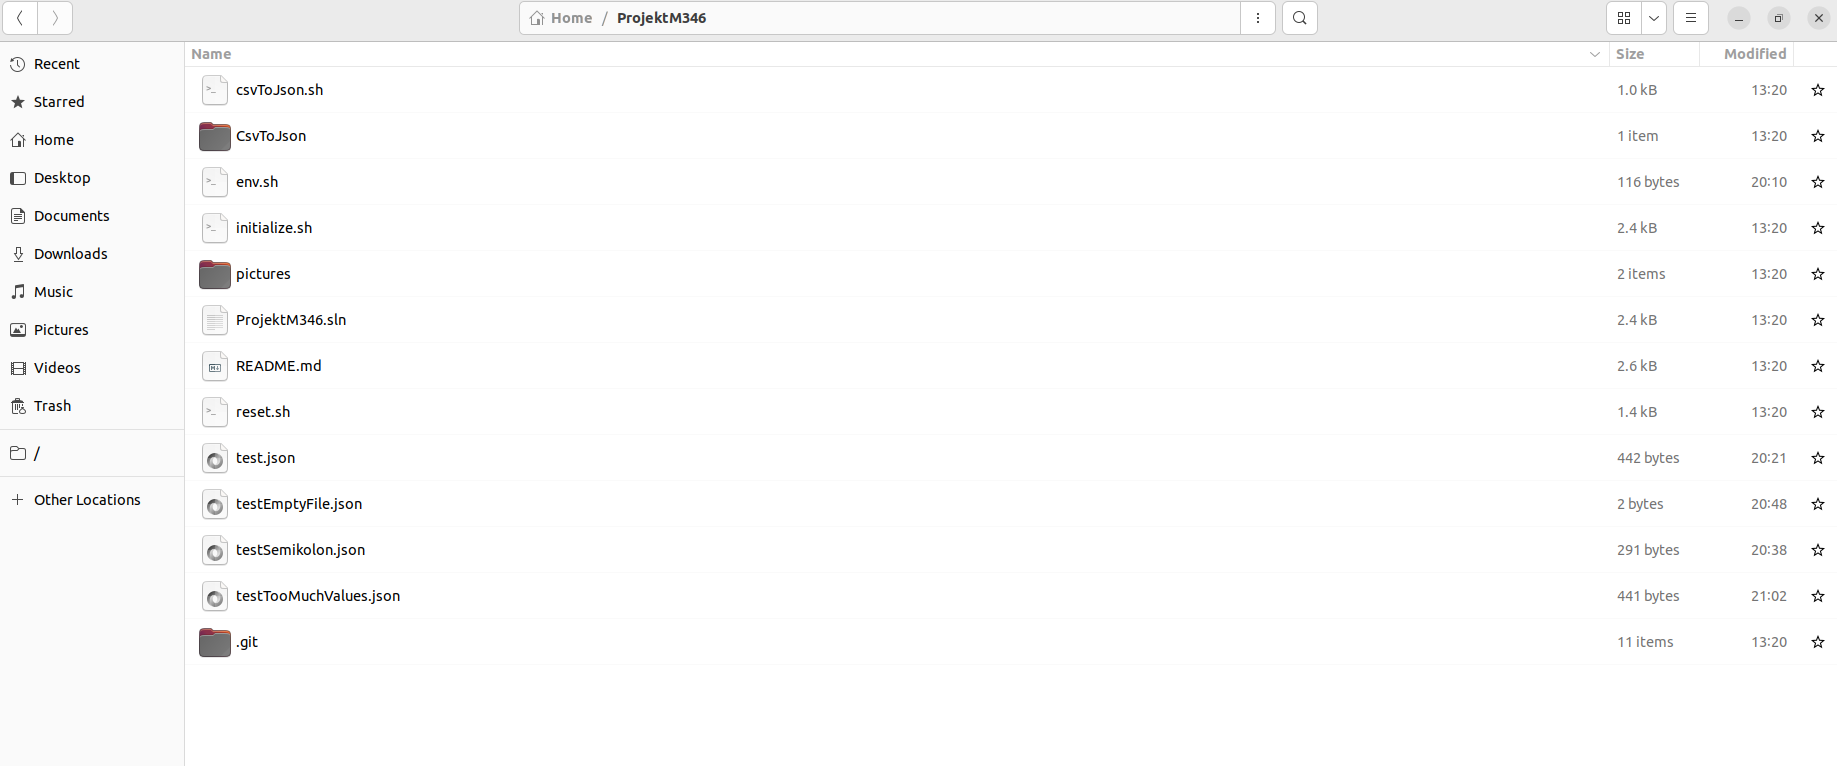 Home / ProjektM346
Name Size Modified
Recent
Starred
Home
Desktop
Documents
Downloads
Music
Pictures
Videos
Trash
/
Other Locations
csvToJson.sh 1.0 kB 13:20
CsvToJson 1 item 13:20
env.sh 116 bytes 20:10
initialize.sh 2.4 kB 13:20
pictures 2 items 13:20
ProjektM346.sln 2.4 kB 13:20
README.md 2.6 kB 13:20
reset.sh 1.4 kB 13:20
test.json 442 bytes 20:21
testEmptyFile.json 2 bytes 20:48
testSemikolon.json 291 bytes 20:38
testTooMuchValues.json 441 bytes 21:02
.git 11 items 13:20